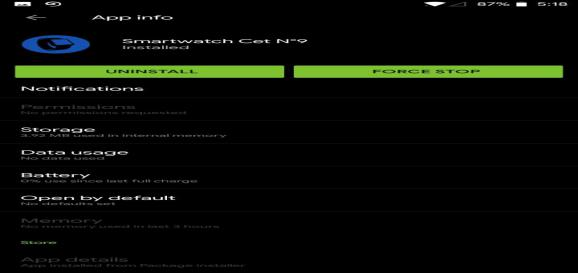 87% 5:18
App info
Smartwatch Cet N°9
Installed
UNINSTALL FORCE STOP
Notifications
Permissions
No permissions requested
Storage
3.92 MB used in internal memory
Data usage
No data used
Battery
0% use since last full charge
Open by default
No defaults set
Memory
No memory used in last 3 hours
Store
App details
App installed from Package installer